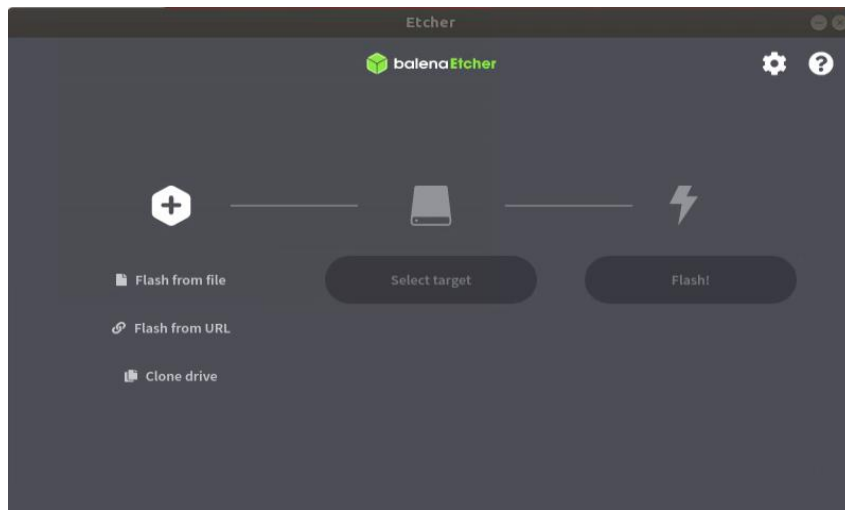 Etcher
balenaEtcher
Flash from file
Select target
Flash!
Flash from URL
Clone drive